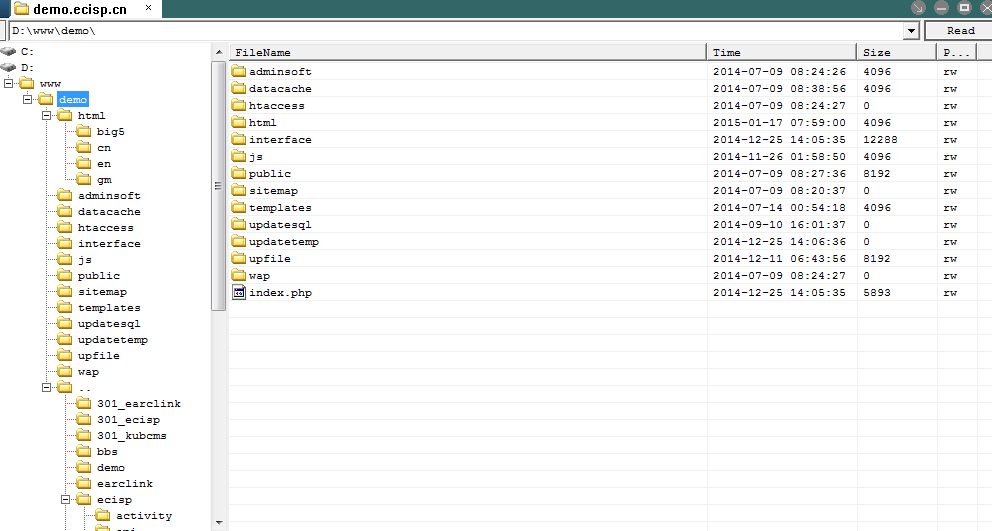 demo.ecisp.cn ×
D:\www\demo\ Read
C:
D:
www
demo
html
big5
cn
en
gm
adminsoft
datacache
htaccess
interface
js
public
sitemap
templates
updatesql
updatetemp
upfile
wap
..
301_earclink
301_ecisp
301_kubcms
bbs
demo
earclink
ecisp
activity
FileName Time Size P...
adminsoft 2014-07-09 08:24:26 4096 rw
datacache 2014-07-09 08:38:56 4096 rw
htaccess 2014-07-09 08:24:27 0 rw
html 2015-01-17 07:59:00 4096 rw
interface 2014-12-25 14:05:35 12288 rw
js 2014-11-26 01:58:50 4096 rw
public 2014-07-09 08:27:36 8192 rw
sitemap 2014-07-09 08:20:37 0 rw
templates 2014-07-14 00:54:18 4096 rw
updatesql 2014-09-10 16:01:37 0 rw
updatetemp 2014-12-25 14:06:36 0 rw
upfile 2014-12-11 06:43:56 8192 rw
wap 2014-07-09 08:24:27 0 rw
index.php 2014-12-25 14:05:35 5893 rw